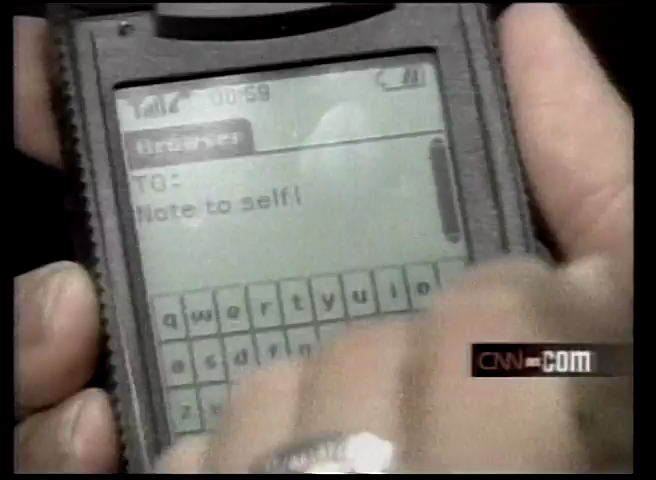 00:59
Browser
TO:
Note to self
q w e r t y u i o
a s d f g
z x
CNN.com